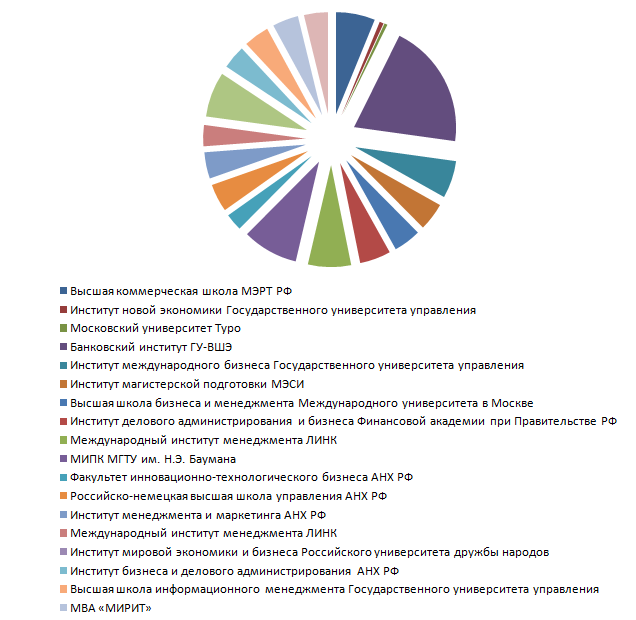 Высшая коммерческая школа МЭРТ РФ
Институт новой экономики Государственного университета управления
Московский университет Туро
Банковский институт ГУ-ВШЭ
Институт международного бизнеса Государственного университета управления
Институт магистерской подготовки МЭСИ
Высшая школа бизнеса и менеджмента Международного университета в Москве
Институт делового администрирования и бизнеса Финансовой академии при Правительстве РФ
Международный институт менеджмента ЛИНК
МИПК МГТУ им. Н.Э. Баумана
Факультет инновационно-технологического бизнеса АНХ РФ
Российско-немецкая высшая школа управления АНХ РФ
Институт менеджмента и маркетинга АНХ РФ
Международный институт менеджмента ЛИНК
Институт мировой экономики и бизнеса Российского университета дружбы народов
Институт бизнеса и делового администрирования АНХ РФ
Высшая школа информационного менеджмента Государственного университета управления
МВА «МИРИТ»